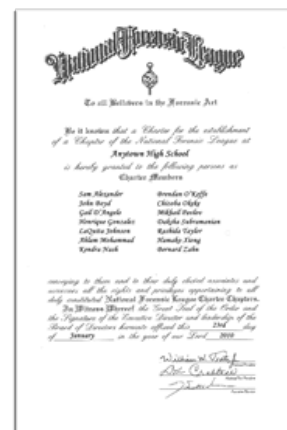 National Forensic League
To all Believers in the Forensic Art
Be it known that a Charter for the establishment
of a Chapter of the National Forensic League at
Anytown High School
is hereby granted to the following persons as
Charter Members
Sam Alexander Brendan O'Keffe
John Boyd Chizoba Okeky
Gail D'Angelo Mikhail Pavlov
Henrique Gonzalez Daksha Subramanian
LaQuita Johnson Rashida Taylor
Ahlam Mohammad Hanako Xiong
Kendra Nash Bernard Zahn
conveying to them and to their duly elected associates and
successors all the rights and privileges appertaining to all
duly constituted National Forensic League Charter Chapters.
In Witness Whereof the Great Seal of the Order and
the Signature of the Executive Director and leadership of the
Board of Directors hereunto affixed this 23rd day
of January in the year of our Lord 2010